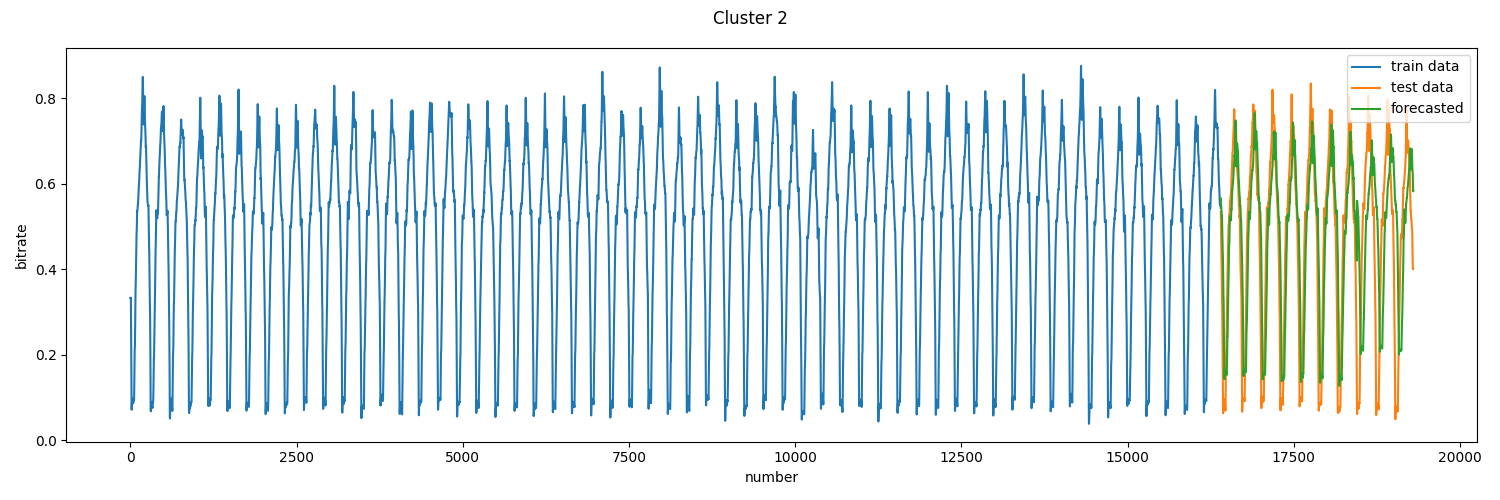 Cluster 2
train data
test data
forecasted
bitrate
0.8
0.6
0.4
0.2
0.0
0 2500 5000 7500 10000 12500 15000 17500 20000
number